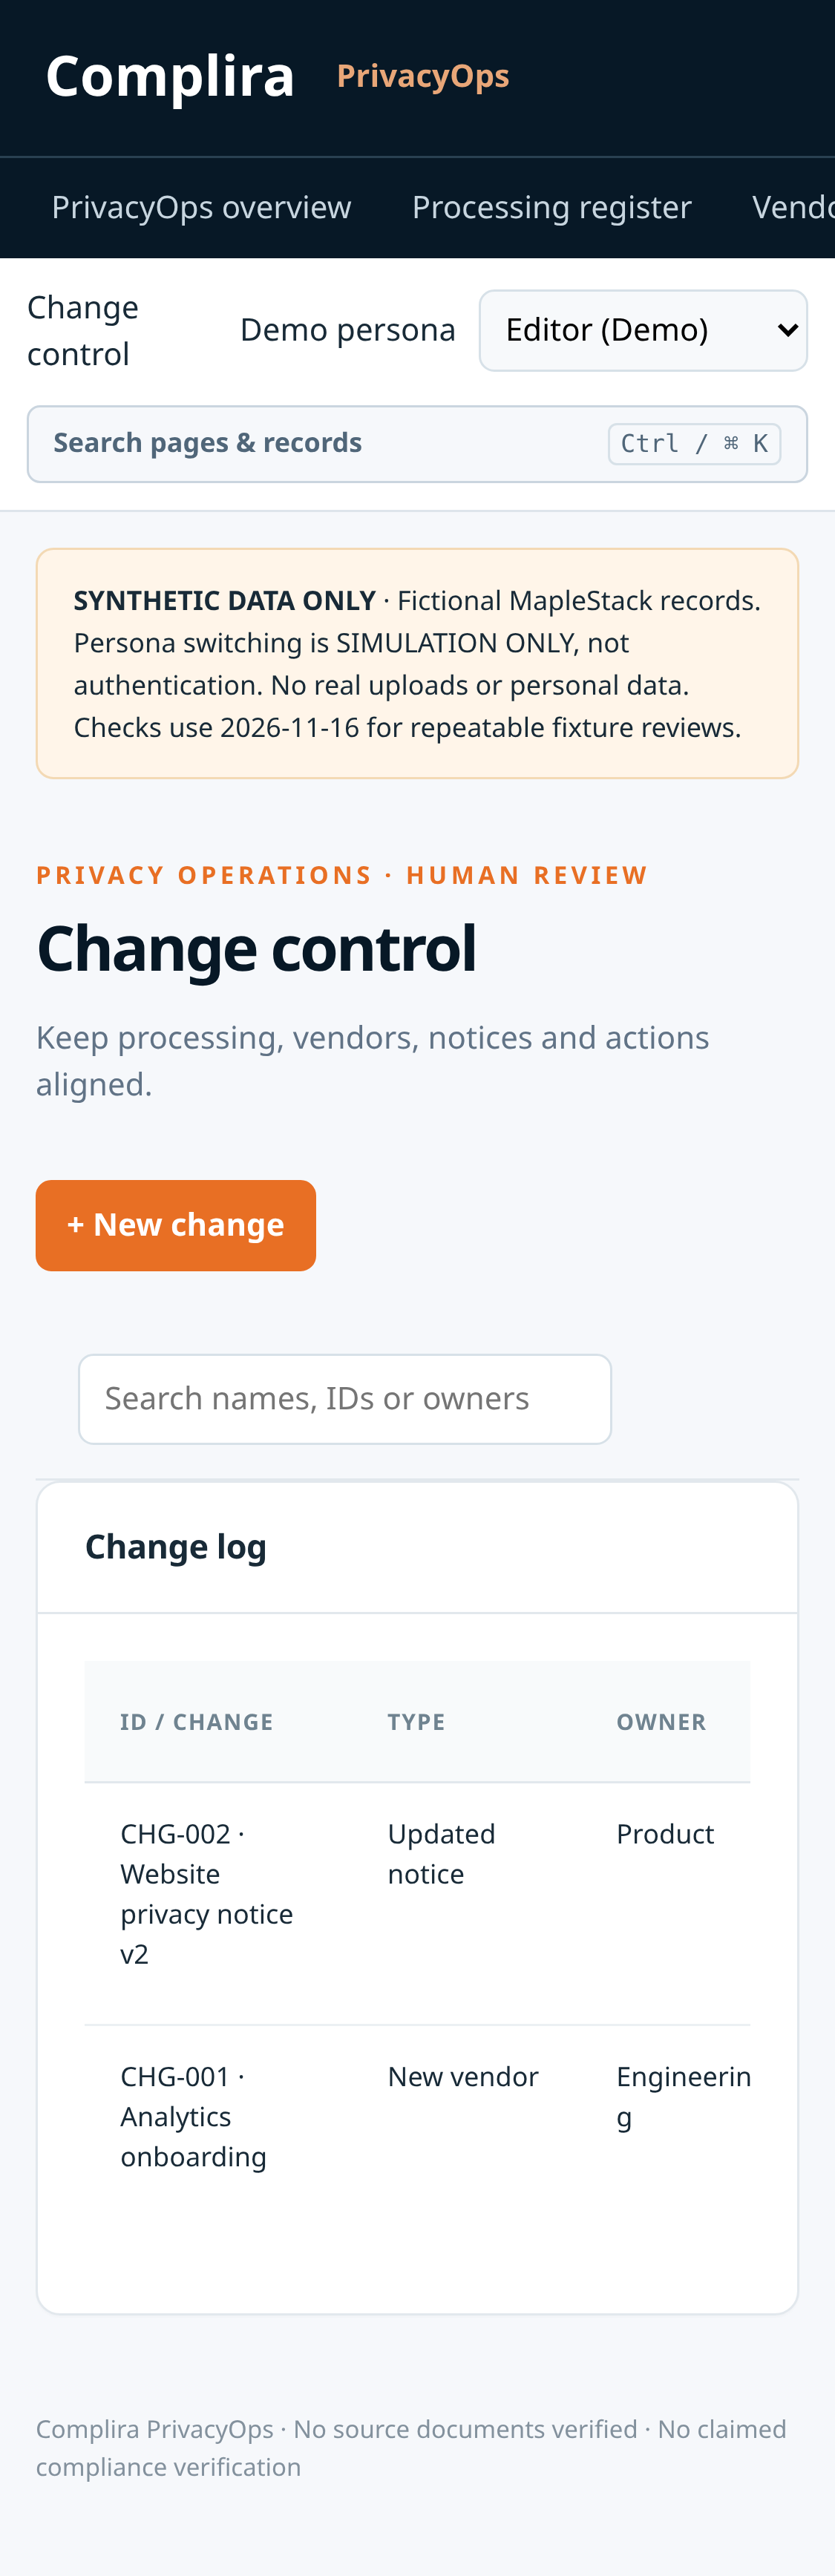 Complira PrivacyOps
PrivacyOps overview Processing register Vendo
Change
control
Demo persona Editor (Demo)
Search pages & records Ctrl / ⌘ K
SYNTHETIC DATA ONLY · Fictional MapleStack records.
Persona switching is SIMULATION ONLY, not
authentication. No real uploads or personal data.
Checks use 2026-11-16 for repeatable fixture reviews.
PRIVACY OPERATIONS · HUMAN REVIEW
Change control
Keep processing, vendors, notices and actions
aligned.
+ New change
Search names, IDs or owners
Change log
ID / CHANGE TYPE OWNER
CHG-002 ·
Website
privacy notice
v2
Updated
notice
Product
CHG-001 ·
Analytics
onboarding
New vendor
Engineerin
g
Complira PrivacyOps · No source documents verified · No claimed
compliance verification